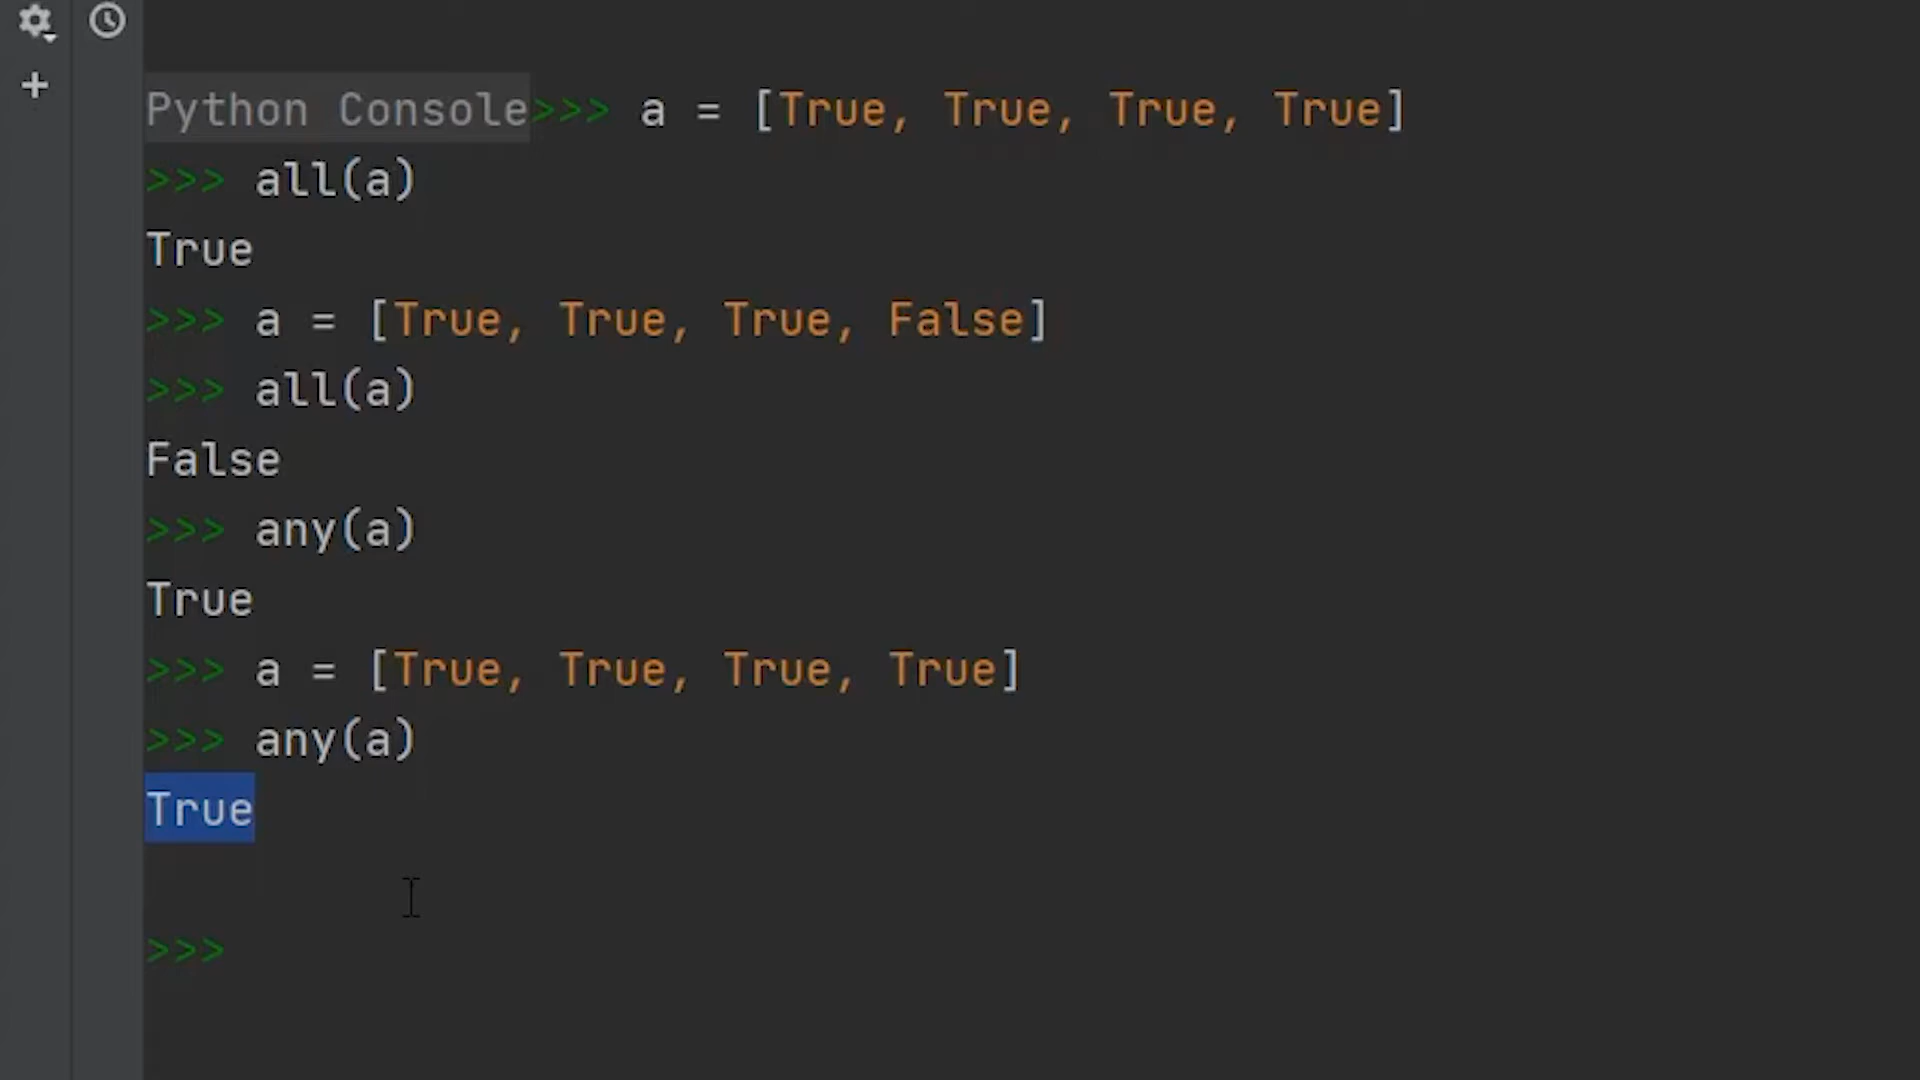 Python Console>>> a = [True, True, True, True]
>>> all(a)
True
>>> a = [True, True, True, False]
>>> all(a)
False
>>> any(a)
True
>>> a = [True, True, True, True]
>>> any(a)
True
>>>